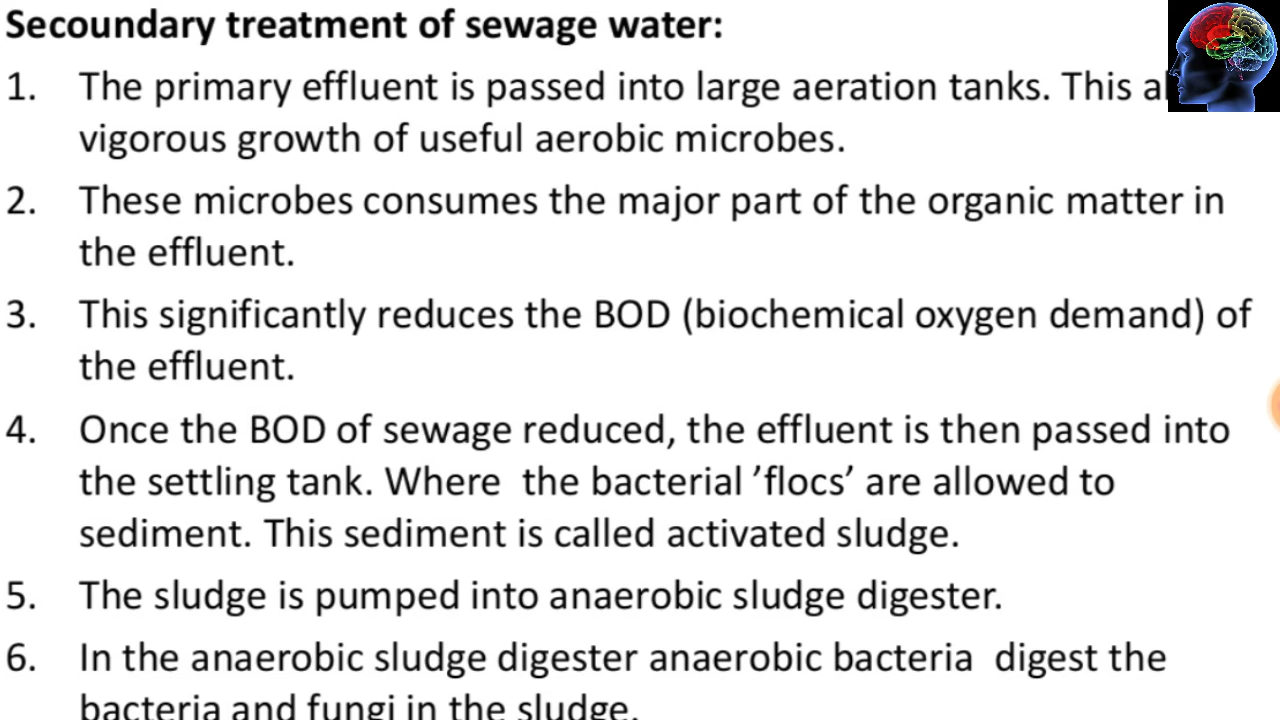 Secoundary treatment of sewage water:
1. The primary effluent is passed into large aeration tanks. This
vigorous growth of useful aerobic microbes.
2. These microbes consumes the major part of the organic matter in
the effluent.
3. This significantly reduces the BOD (biochemical oxygen demand) of
the effluent.
4. Once the BOD of sewage reduced, the effluent is then passed into
the settling tank. Where  the bacterial ’flocs’ are allowed to
sediment. This sediment is called activated sludge.
5. The sludge is pumped into anaerobic sludge digester.
6. In the anaerobic sludge digester anaerobic bacteria  digest the
bacteria and fungi in the sludge.